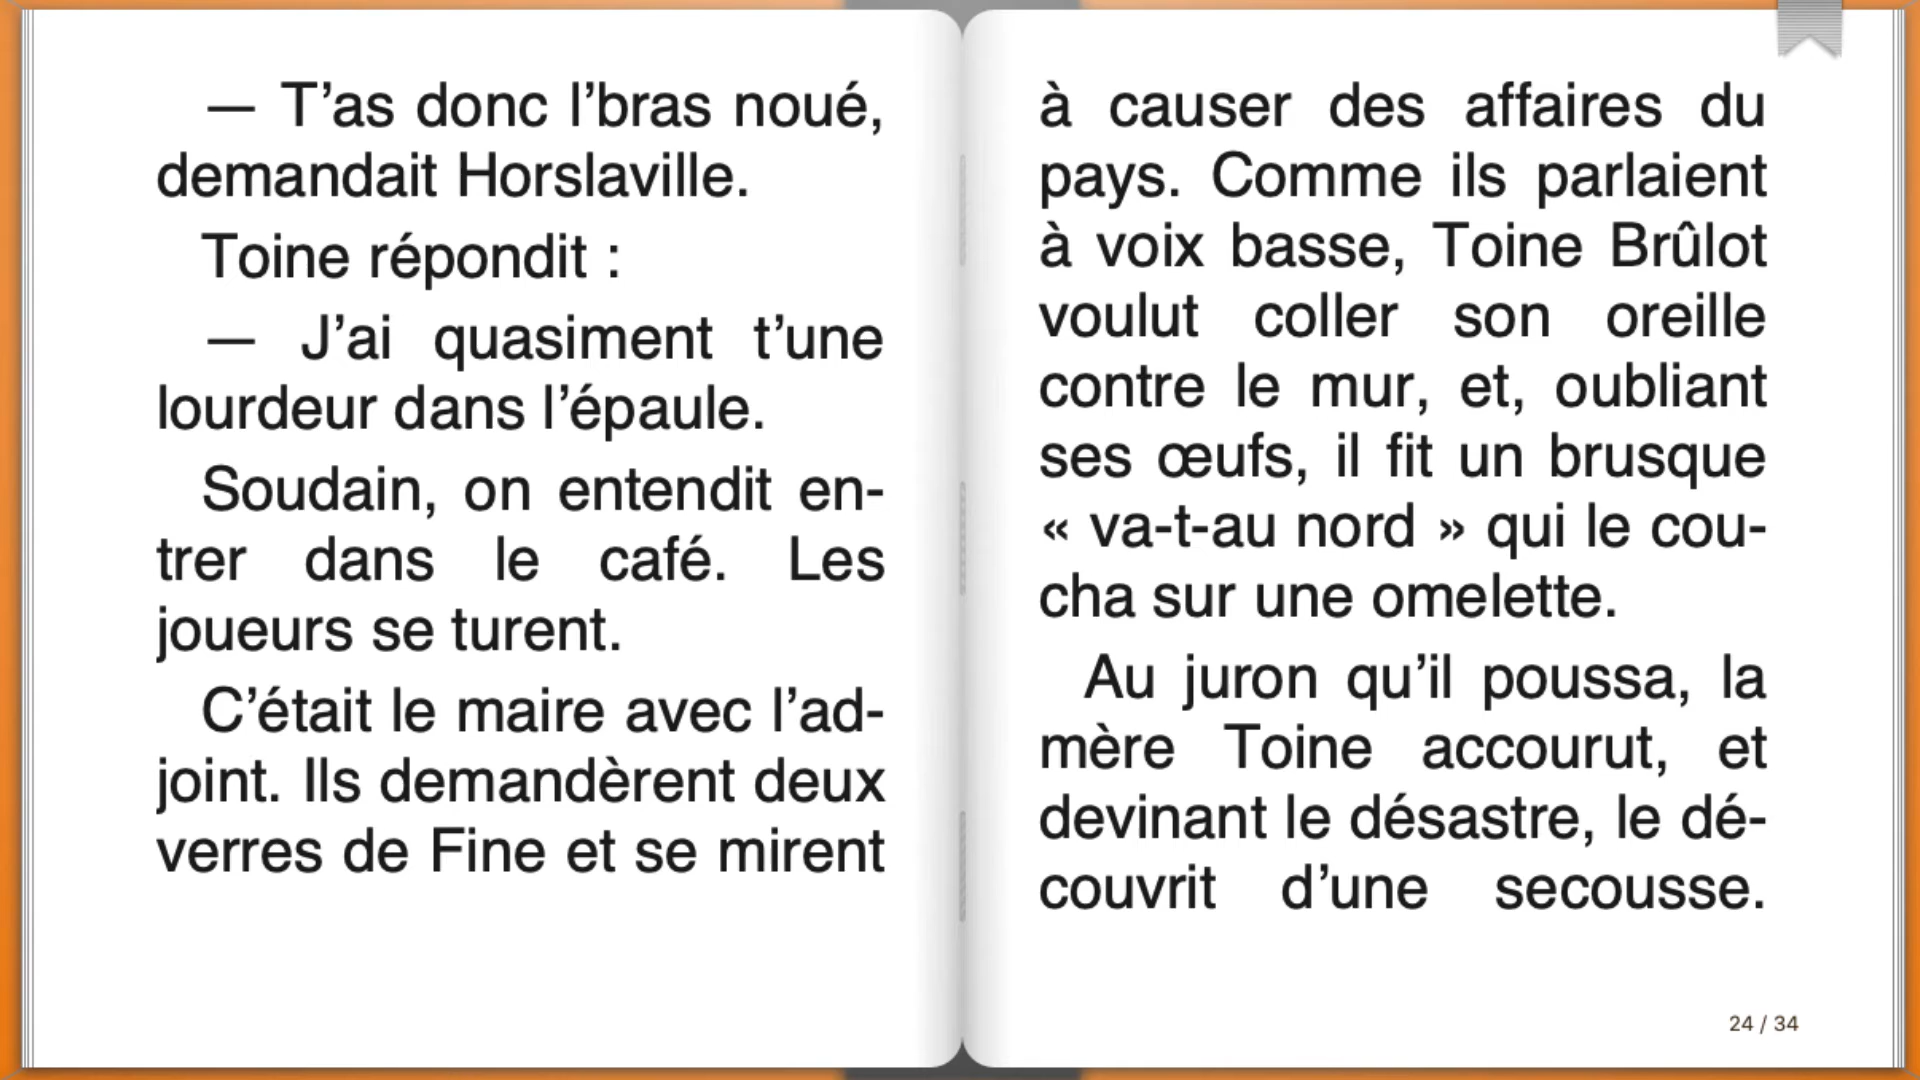 — T’as donc l’bras noué,
demandait Horslaville.
Toine répondit :
— J’ai quasiment t’une
lourdeur dans l’épaule.
Soudain, on entendit en-
trer dans le café. Les
joueurs se turent.
C’était le maire avec l’ad-
joint. Ils demandèrent deux
verres de Fine et se mirent
à causer des affaires du
pays. Comme ils parlaient
à voix basse, Toine Brûlot
voulut coller son oreille
contre le mur, et, oubliant
ses œufs, il fit un brusque
« va-t-au nord » qui le cou-
cha sur une omelette.
Au juron qu’il poussa, la
mère Toine accourut, et
devinant le désastre, le dé-
couvrit d’une secousse.
24 / 34